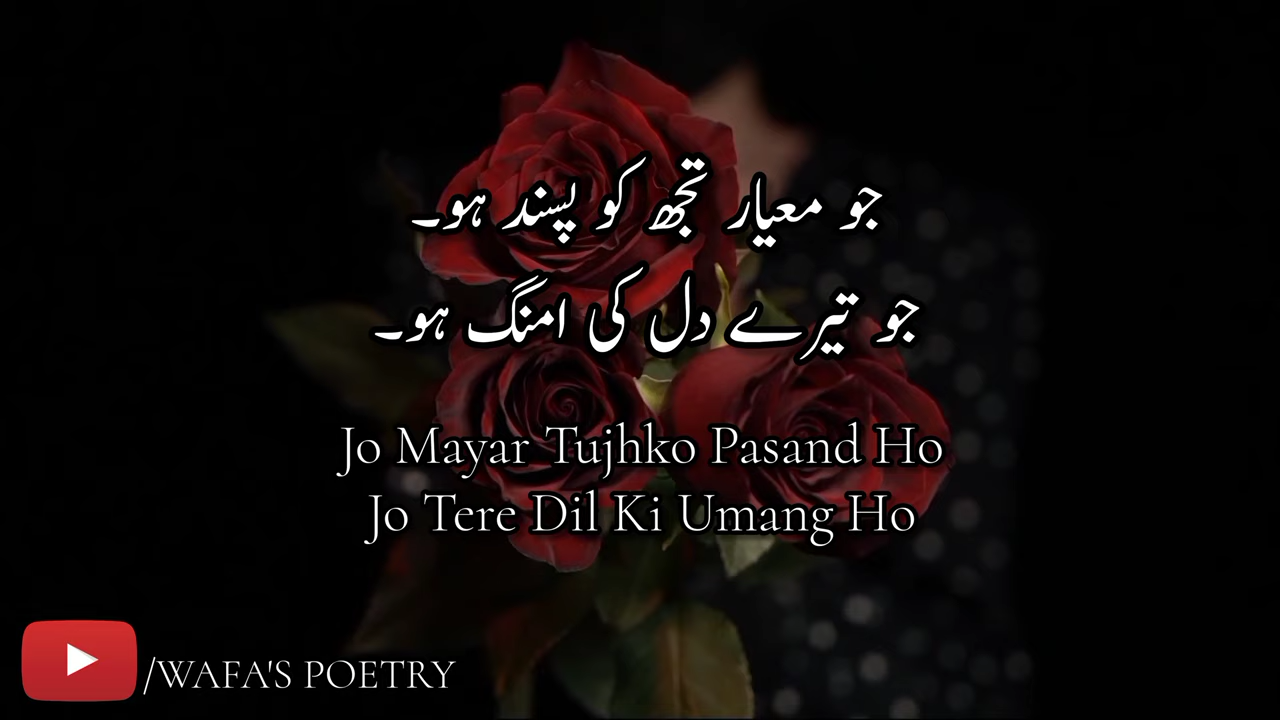 جو معیار تجھ کو پسند ہو۔
جو تیرے دل کی امنگ ہو۔
Jo Mayar Tujhko Pasand Ho
Jo Tere Dil Ki Umang Ho
/WAFA'S POETRY